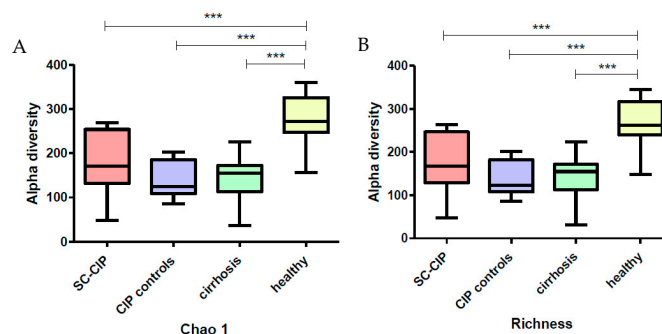 A
***
***
***
Alpha diversity
400
300
200
100
0
SC-CIP
CIP controls
cirrhosis
healthy
Chao 1
B
***
***
***
Alpha diversity
400
300
200
100
0
SC-CIP
CIP controls
cirrhosis
healthy
Richness